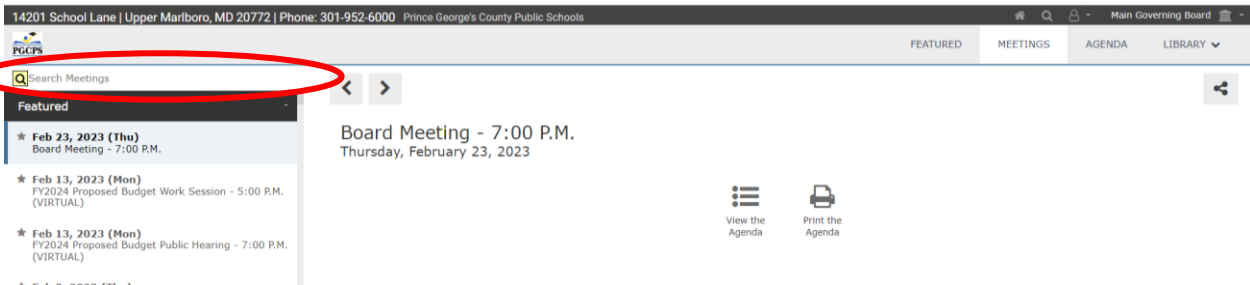 14201 School Lane | Upper Marlboro, MD 20772 | Phone: 301-952-6000 Prince George's County Public Schools Main Governing Board
PGCPS FEATURED MEETINGS AGENDA LIBRARY
Search Meetings
Featured
Feb 23, 2023 (Thu)
Board Meeting - 7:00 P.M.
Feb 13, 2023 (Mon)
FY2024 Proposed Budget Work Session - 5:00 P.M.
(VIRTUAL)
Feb 13, 2023 (Mon)
FY2024 Proposed Budget Public Hearing - 7:00 P.M.
(VIRTUAL)
Board Meeting - 7:00 P.M.
Thursday, February 23, 2023
View the
Agenda
Print the
Agenda